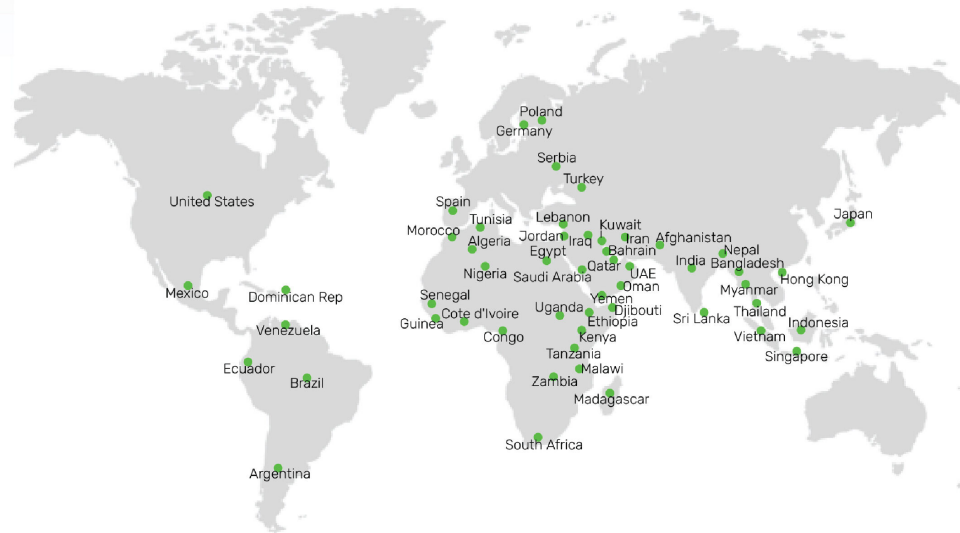 Poland
Germany
Serbia
Turkey
United States
Spain
Tunisia
Lebanon
Kuwait
Japan
Morocco
Algeria
Jordan
Iraq
Iran
Afghanistan
Egypt
Bahrain
Nepal
India
Bangladesh
Nigeria
Saudi Arabia
Qatar
UAE
Hong Kong
Mexico
Dominican Rep
Oman
Myanmar
Senegal
Yemen
Cote d'Ivoire
Uganda
Djibouti
Thailand
Guinea
Ethiopia
Sri Lanka
Indonesia
Venezuela
Congo
Kenya
Vietnam
Tanzania
Singapore
Ecuador
Malawi
Brazil
Zambia
Madagascar
South Africa
Argentina